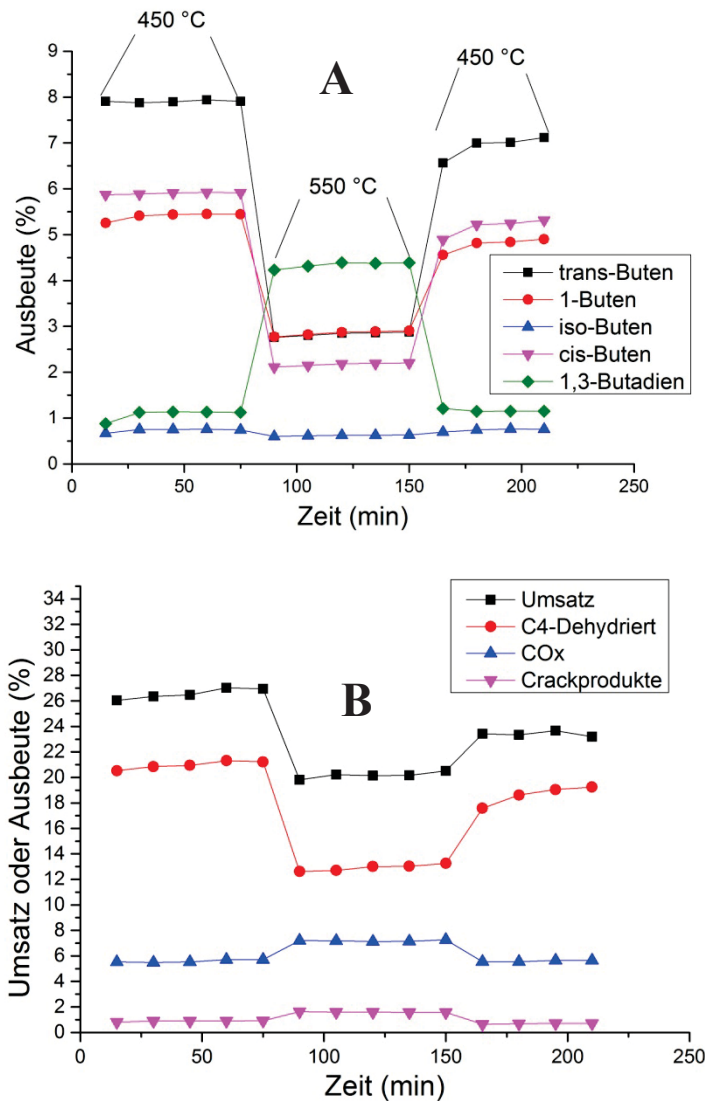 450 °C
A
450 °C
550 °C
9
8
7
6
5
4
3
2
1
0
Ausbeute (%)
trans-Buten
1-Buten
iso-Buten
cis-Buten
1,3-Butadien
0 50 100 150 200 250
Zeit (min)
34
32
30
28
26
24
22
20
18
16
14
12
10
8
6
4
2
0
Umsatz oder Ausbeute (%)
Umsatz
C4-Dehydriert
COx
Crackprodukte
B
0 50 100 150 200 250
Zeit (min)